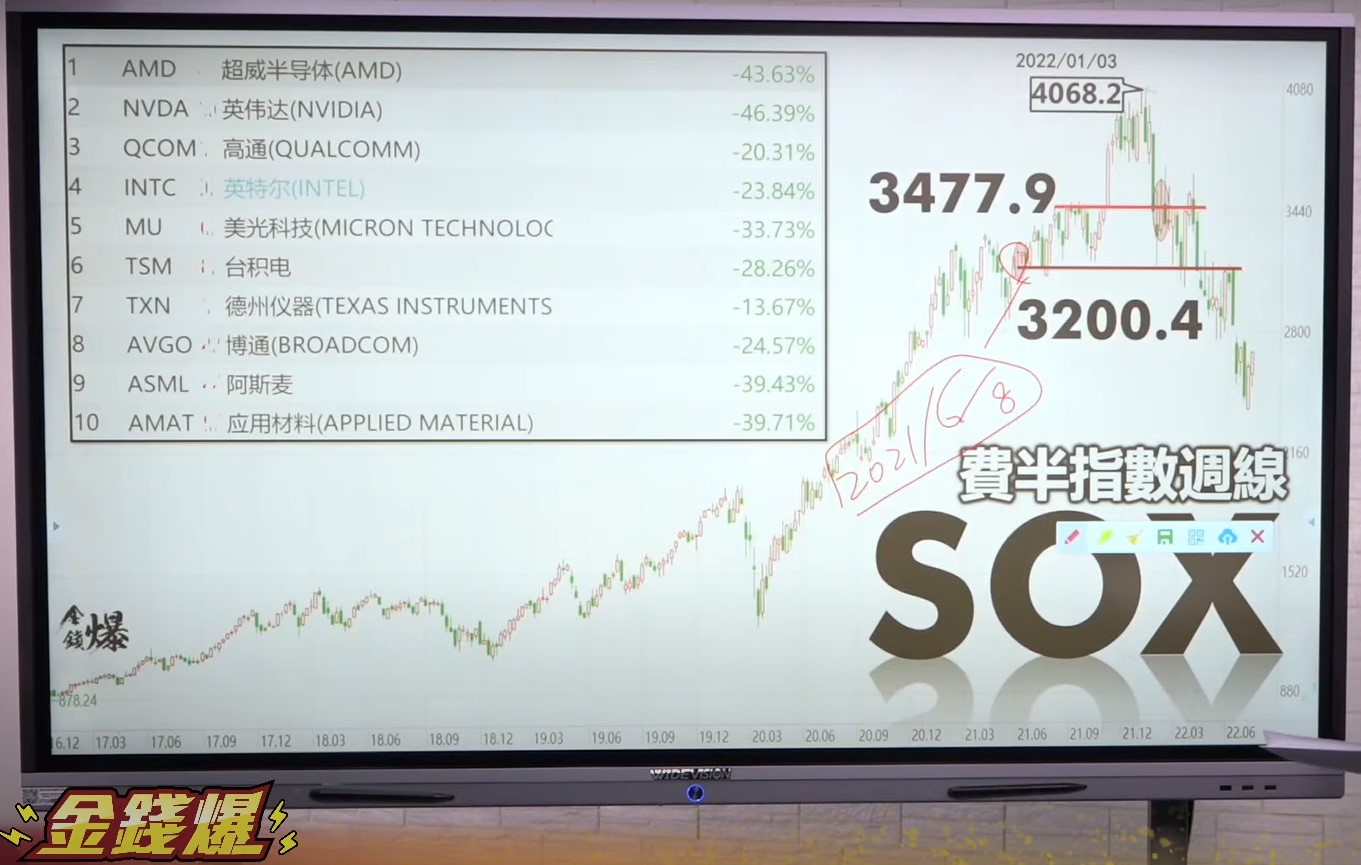 1 AMD 超威半导体(AMD) -43.63%
2 NVDA 英伟达(NVIDIA) -46.39%
3 QCOM 高通(QUALCOMM) -20.31%
4 INTC 英特尔(INTEL) -23.84%
5 MU 美光科技(MICRON TECHNOLOG -33.73%
6 TSM 台积电 -28.26%
7 TXN 德州仪器(TEXAS INSTRUMENTS -13.67%
8 AVGO 博通(BROADCOM) -24.57%
9 ASML 阿斯麦 -39.43%
10 AMAT 应用材料(APPLIED MATERIAL) -39.71%
2022/01/03
4068.2
4080
3477.9
3440
3200.4
2800
2021/6/8
2160
費半指數週線
SOX
1520
金錢爆
878.24
880
16.12 17.03 17.06 17.09 17.12 18.03 18.06 18.09 18.12 19.03 19.06 19.09 19.12 20.03 20.06 20.09 20.12 21.03 21.06 21.09 21.12 22.03 22.06
WIDEVISION
金錢爆